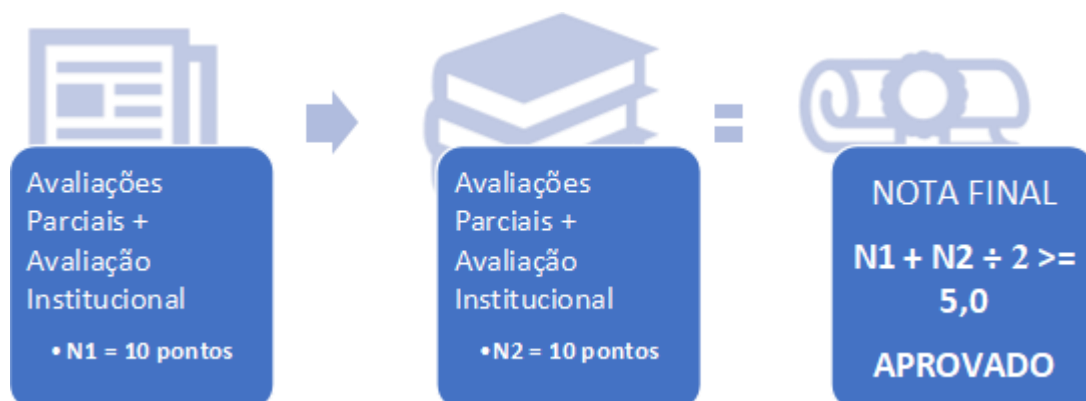 Avaliações
Parciais +
Avaliação
Institucional
• N1 = 10 pontos
Avaliações
Parciais +
Avaliação
Institucional
•N2 = 10 pontos
NOTA FINAL
N1 + N2 ÷ 2 >=
5,0
APROVADO